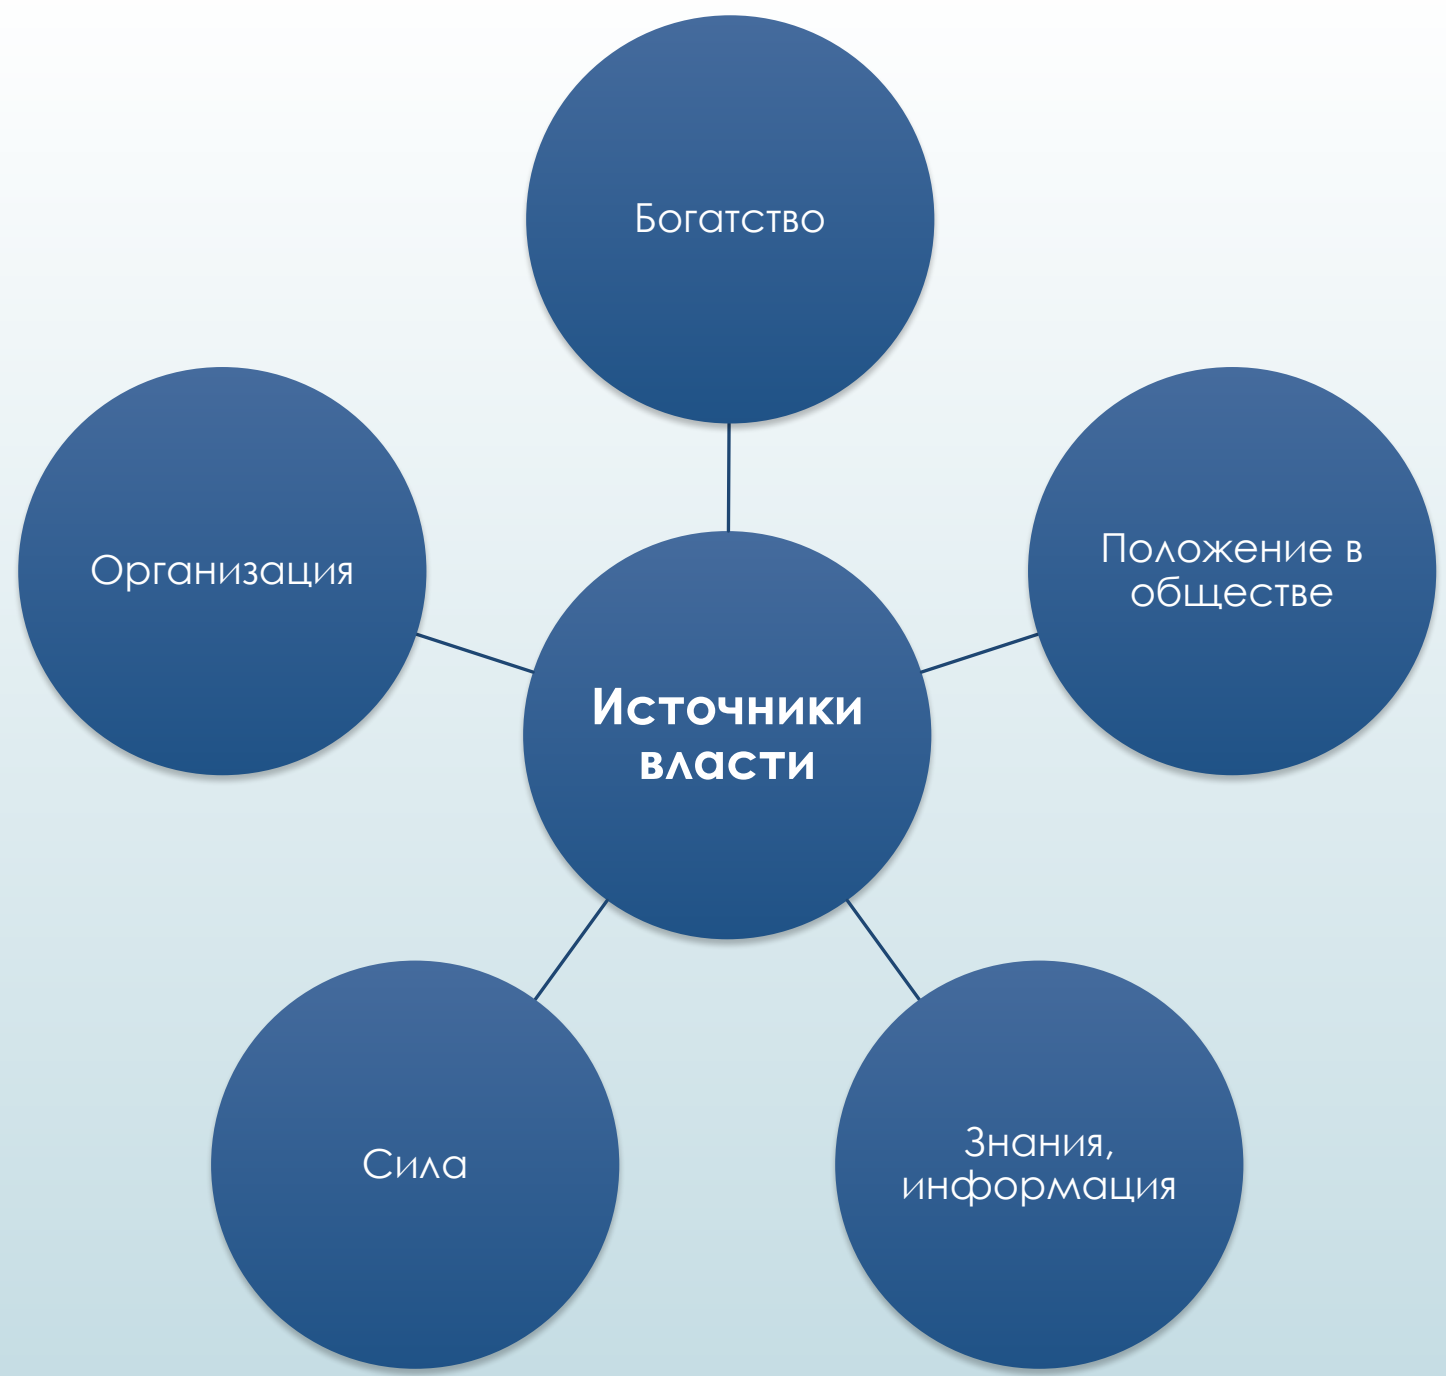 Богатство
Организация
Положение в
обществе
Источники
власти
Сила
Знания,
информация